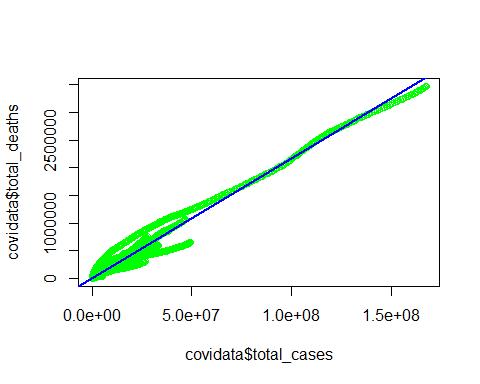 covidata$total_deaths
0 1000000 2500000
0.0e+00 5.0e+07 1.0e+08 1.5e+08
covidata$total_cases